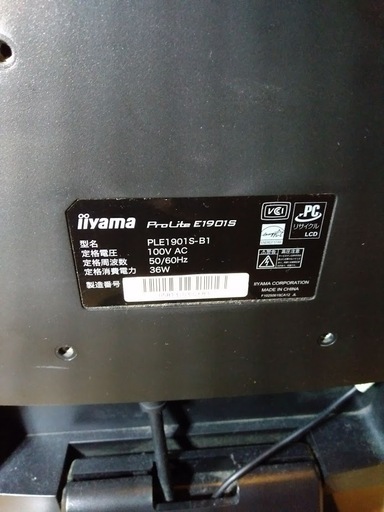 iiyama ProLite E1901S
VCCI
PC
リサイクル
LCD
型名 PLE1901S-B1
定格電圧 100V AC
定格周波数 50/60Hz
定格消費電力 36W
製造番号
IIYAMA CORPORATION
MADE IN CHINA